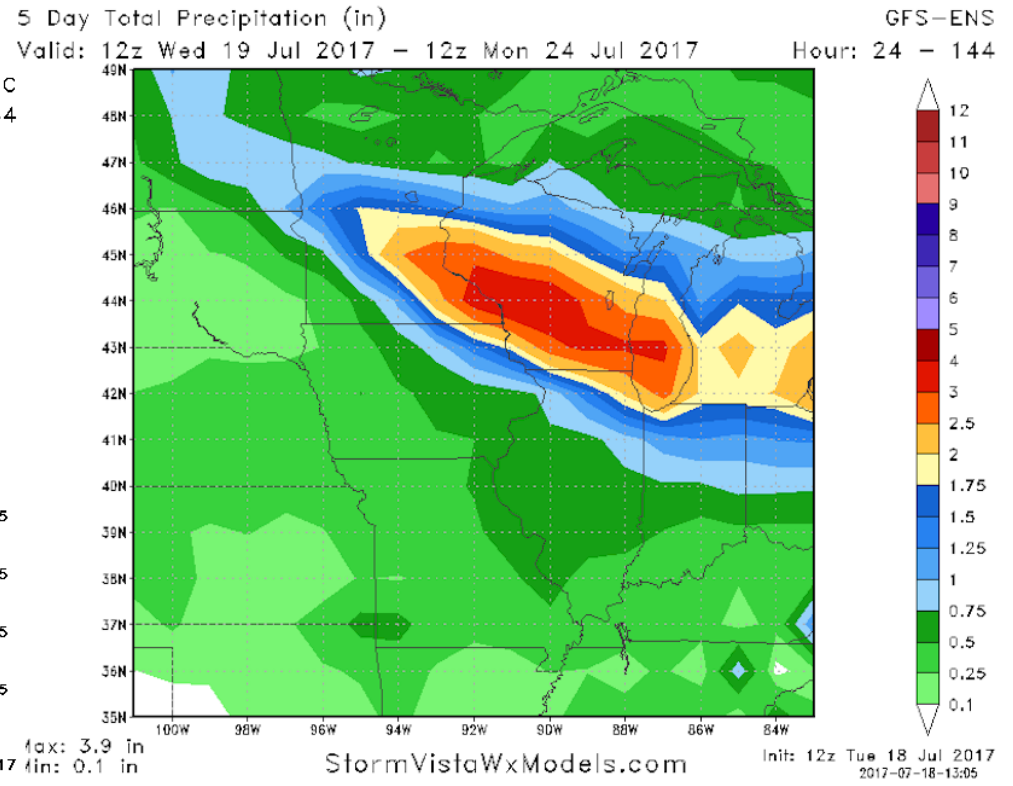 5 Day Total Precipitation (in) GFS−ENS
Valid: 12z Wed 19 Jul 2017 − 12z Mon 24 Jul 2017 Hour: 24 − 144
C
4
49N
48N
47N
46N
45N
44N
43N
42N
41N
40N
39N
38N
37N
36N
35N
5
5
5
5
100W 98W 96W 94W 92W 90W 88W 86W 84W
12
11
10
9
8
7
6
5
4
3
2.5
2
1.75
1.5
1.25
1
0.75
0.5
0.25
0.1
Max: 3.9 in
17 Min: 0.1 in
StormVistaWxModels.com
Init: 12z Tue 18 Jul 2017
2017-07-18-13:05